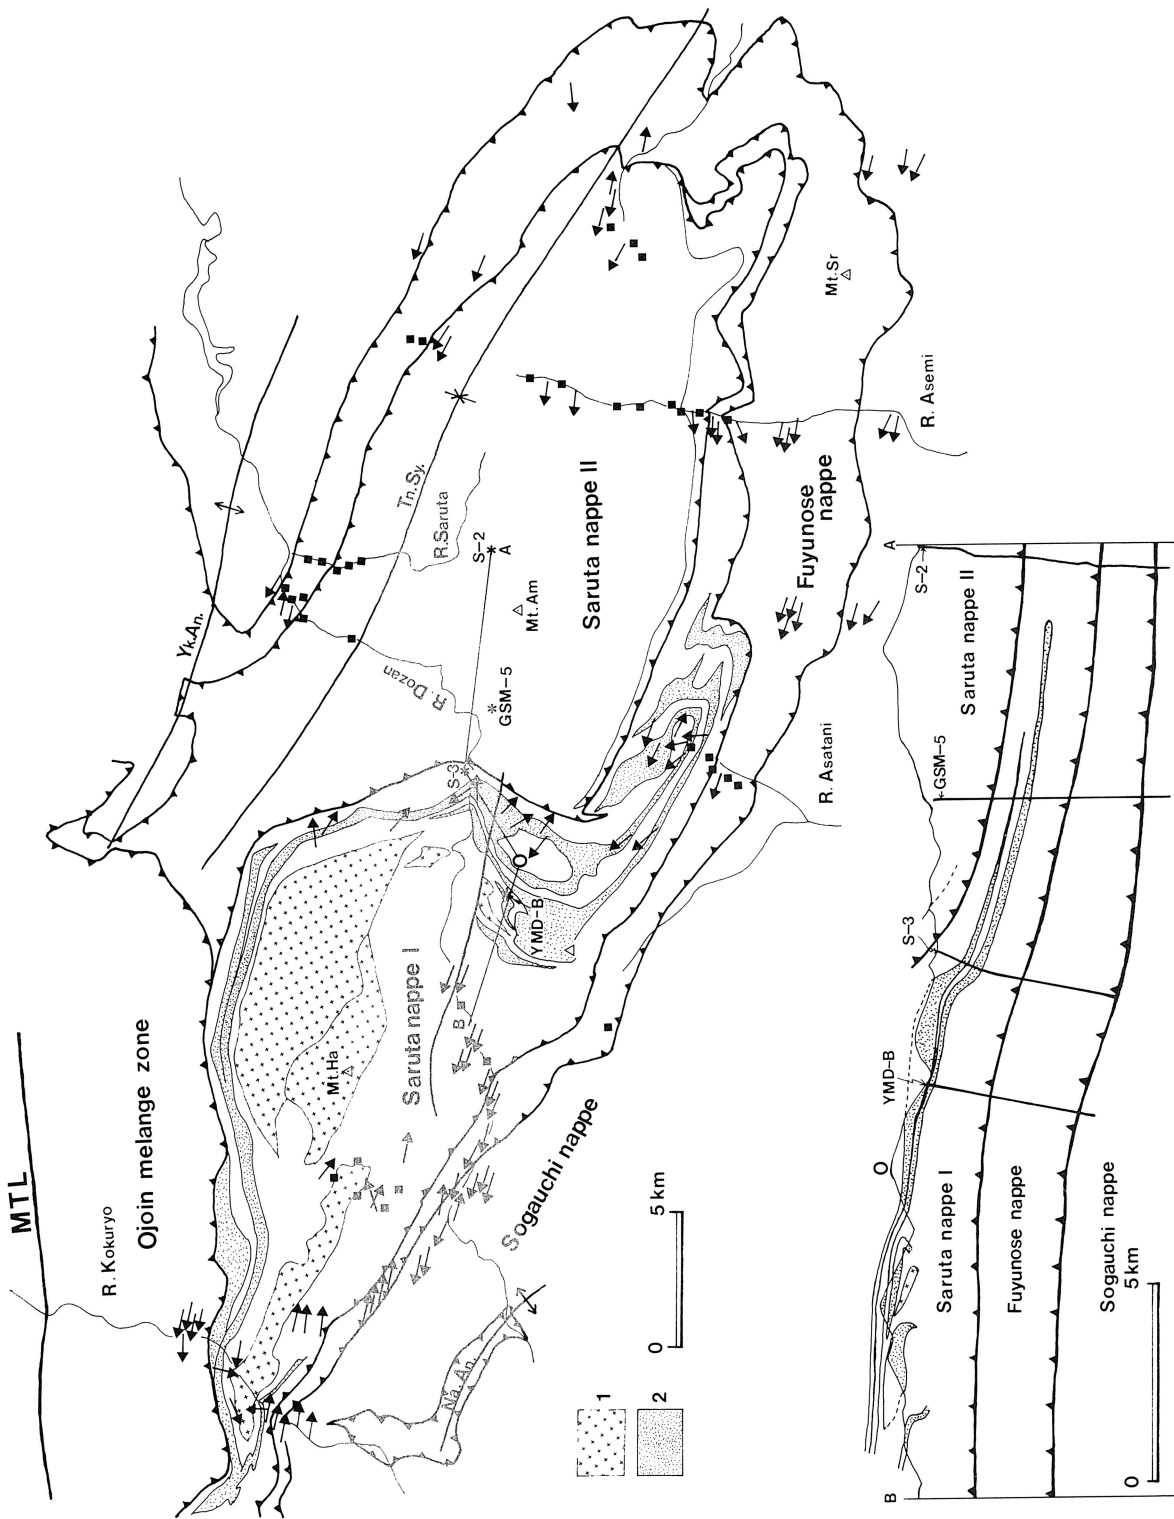 MTL
R. Kokuryo
Ojoin melange zone
Yk.An.
Tn.Sy.
R.Saruta
R. Dozan
Mt.Ha
Saruta nappe I
S-3
GSM-5
S-2
A
Mt.Am
Saruta nappe II
B
YMD-B
O
Na. An.
Sogauchi nappe
Fuyunose
nappe
Mt.Sr
R. Asatani
R. Asemi
1
2
0
5 km
B
O
YMD-B
S-3
GSM-5
S-2
A
Saruta nappe I
Saruta nappe II
Fuyunose nappe
Sogauchi nappe
0
5 km